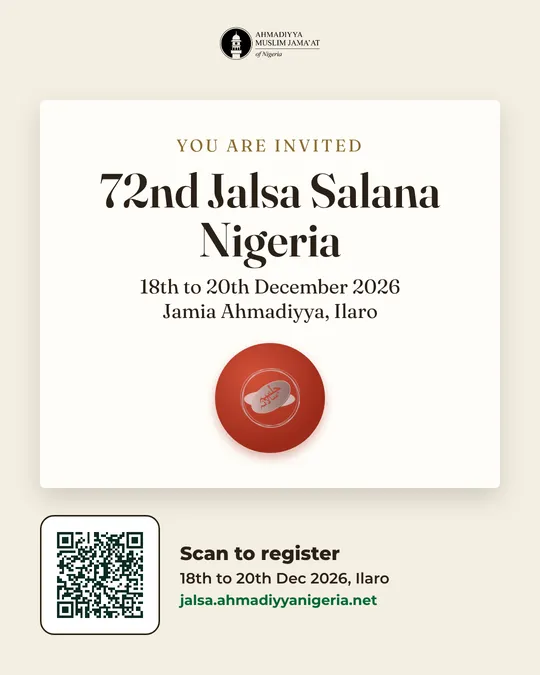 AHMADIYYA
MUSLIM JAMA'AT
of Nigeria
YOU ARE INVITED
72nd Jalsa Salana
Nigeria
18th to 20th December 2026
Jamia Ahmadiyya, Ilaro
Scan to register
18th to 20th Dec 2026, Ilaro
jalsa.ahmadiyyanigeria.net